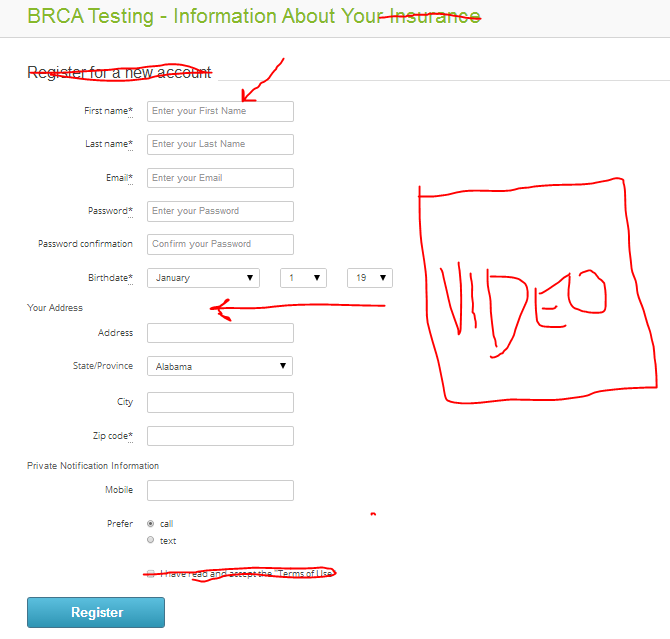 BRCA Testing - Information About Your Insurance
Register for a new account
First name* Enter your First Name
Last name* Enter your Last Name
Email* Enter your Email
Password* Enter your Password
Password confirmation Confirm your Password
Birthdate* January 1 19
VIDEO
Your Address
Address
State/Province Alabama
City
Zip code*
Private Notification Information
Mobile
Prefer call
text
I have read and accept the "Terms of Use
Register